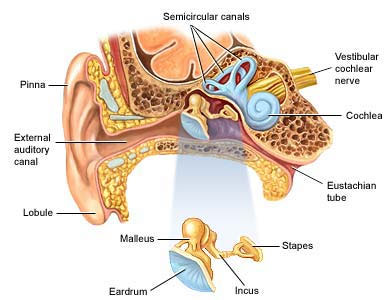 Semicircular canals
Vestibular
cochlear
nerve
Pinna
Cochlea
External
auditory
canal
Eustachian
tube
Lobule
Malleus
Stapes
Eardrum
Incus